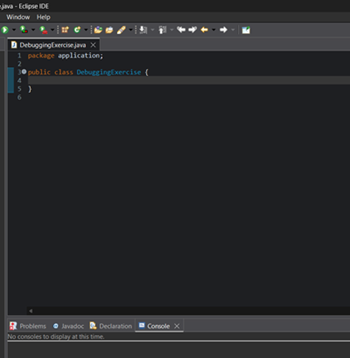 .java - Eclipse IDE
Window Help
DebuggingExercise.java
1 package application;
2
3 public class DebuggingExercise {
4
5 }
6
Problems Javadoc Declaration Console
No consoles to display at this time.